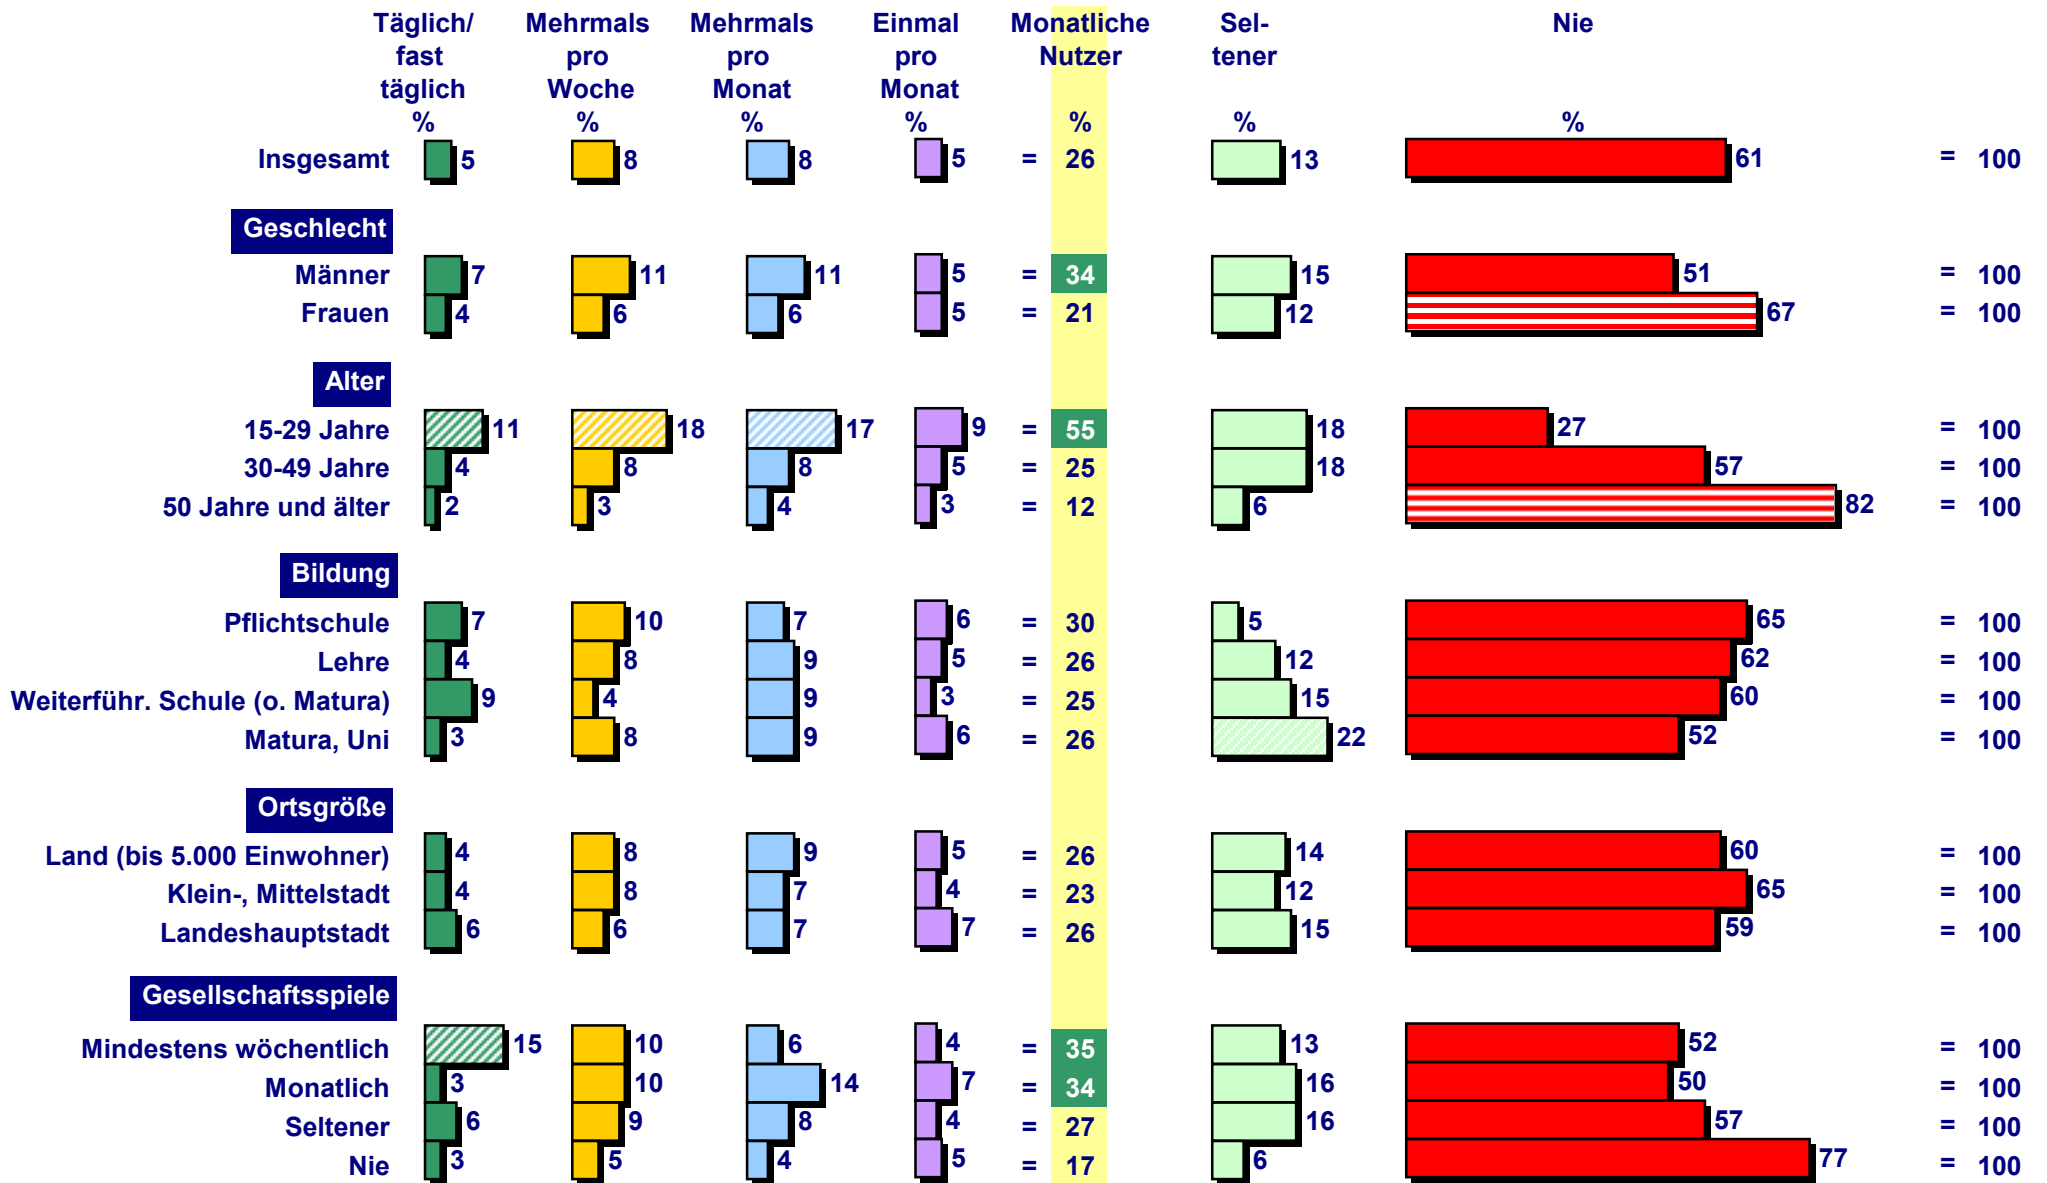 Täglich/ Mehrmals Mehrmals Einmal Monatliche Sel- Nie
fast pro pro pro Nutzer tener
täglich Woche Monat Monat
% % % % % % %
Insgesamt 5 8 8 5 = 26 13 61 = 100
Geschlecht
Männer 7 11 11 5 = 34 15 51 = 100
Frauen 4 6 6 5 = 21 12 67 = 100
Alter
15-29 Jahre 11 18 17 9 = 55 18 27 = 100
30-49 Jahre 4 8 8 5 = 25 18 57 = 100
50 Jahre und älter 2 3 4 3 = 12 6 82 = 100
Bildung
Pflichtschule 7 10 7 6 = 30 5 65 = 100
Lehre 4 8 9 5 = 26 12 62 = 100
Weiterführ. Schule (o. Matura) 9 4 9 3 = 25 15 60 = 100
Matura, Uni 3 8 9 6 = 26 22 52 = 100
Ortsgröße
Land (bis 5.000 Einwohner) 4 8 9 5 = 26 14 60 = 100
Klein-, Mittelstadt 4 8 7 4 = 23 12 65 = 100
Landeshauptstadt 6 6 7 7 = 26 15 59 = 100
Gesellschaftsspiele
Mindestens wöchentlich 15 10 6 4 = 35 13 52 = 100
Monatlich 3 10 14 7 = 34 16 50 = 100
Seltener 6 9 8 4 = 27 16 57 = 100
Nie 3 5 4 5 = 17 6 77 = 100